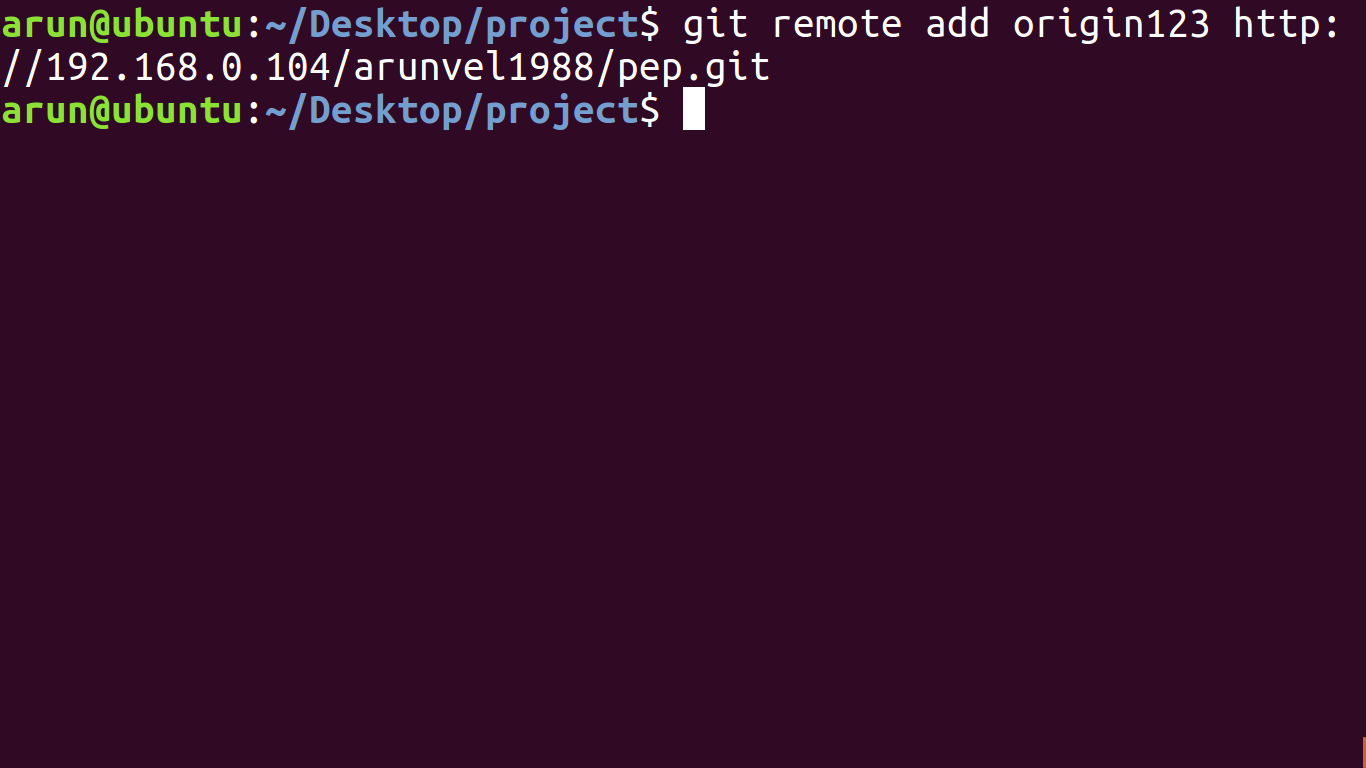 arun@ubuntu:~/Desktop/project$ git remote add origin123 http:
//192.168.0.104/arunvel1988/pep.git
arun@ubuntu:~/Desktop/project$